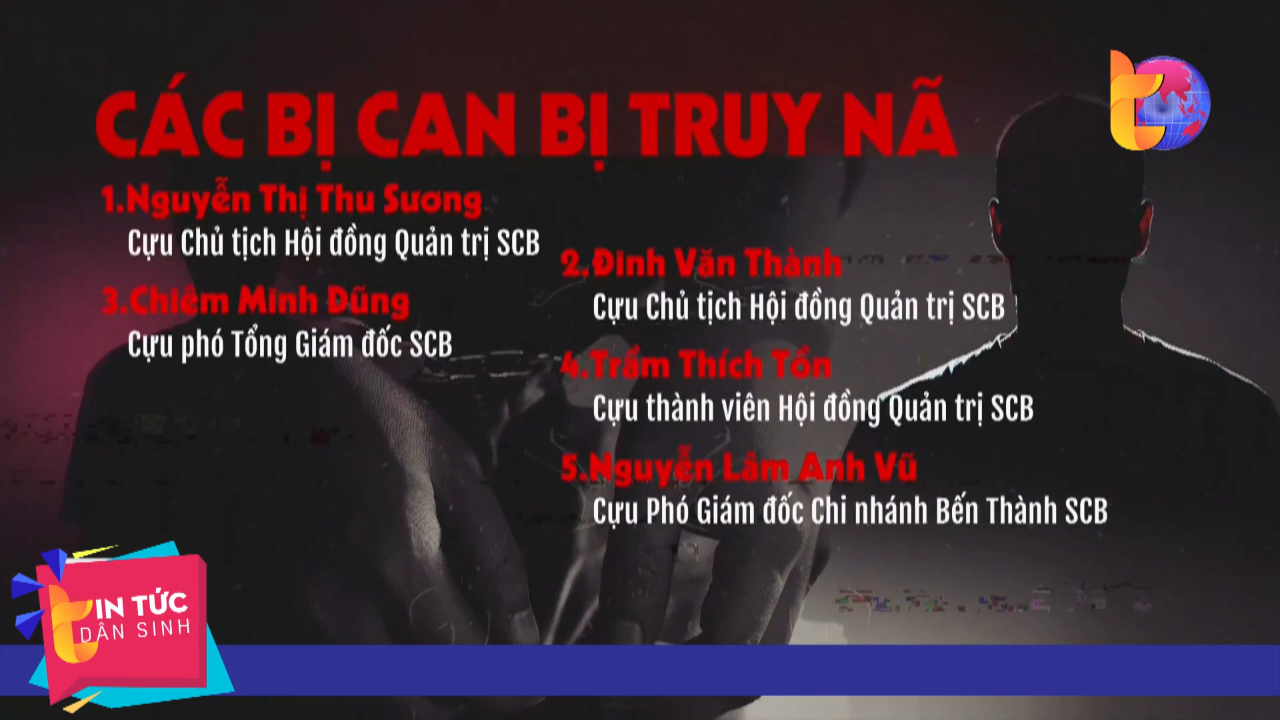 CÁC BỊ CAN BỊ TRUY NÃ
1.Nguyễn Thị Thu Sương
Cựu Chủ tịch Hội đồng Quản trị SCB
2.Đinh Văn Thành
Cựu Chủ tịch Hội đồng Quản trị SCB
3.Chiêm Minh Dũng
Cựu phó Tổng Giám đốc SCB
4.Trầm Thích Tồn
Cựu thành viên Hội đồng Quản trị SCB
5.Nguyễn Lâm Anh Vũ
Cựu Phó Giám đốc Chi nhánh Bến Thành SCB
TIN TỨC
DÂN SINH